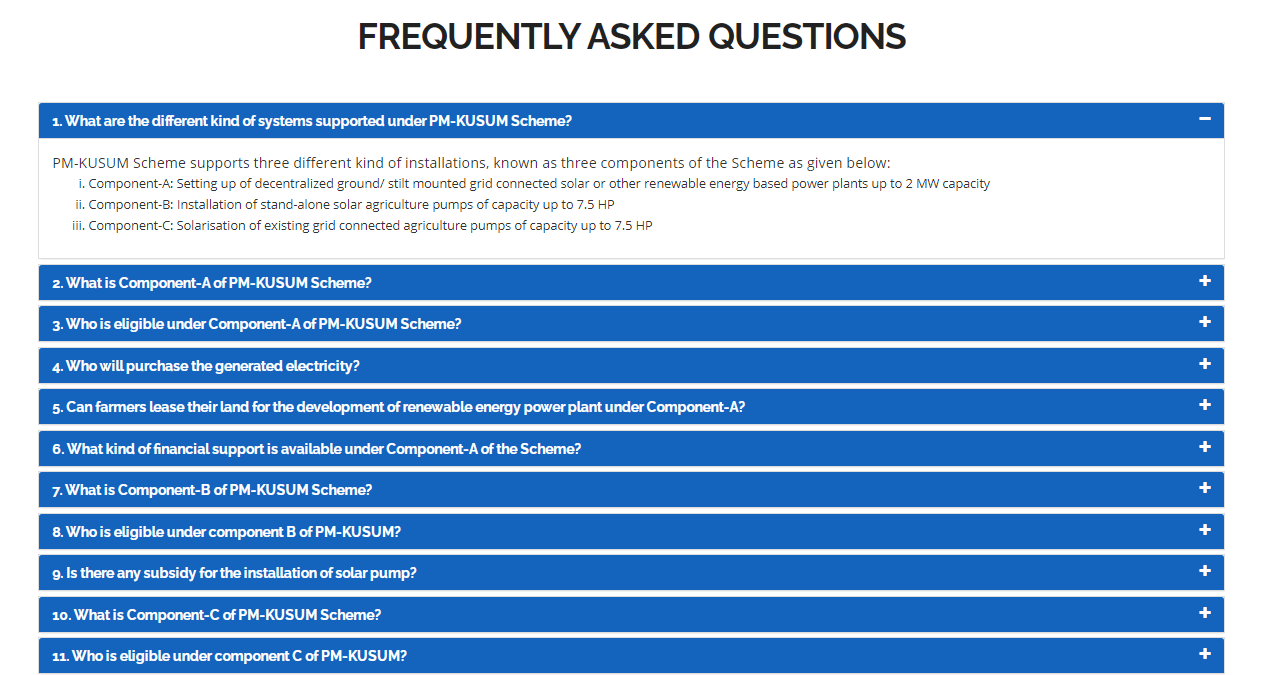 FREQUENTLY ASKED QUESTIONS
1. What are the different kind of systems supported under PM-KUSUM Scheme?
PM-KUSUM Scheme supports three different kind of installations, known as three components of the Scheme as given below:
i. Component-A: Setting up of decentralized ground/ stilt mounted grid connected solar or other renewable energy based power plants up to 2 MW capacity
ii. Component-B: Installation of stand-alone solar agriculture pumps of capacity up to 7.5 HP
iii. Component-C: Solarisation of existing grid connected agriculture pumps of capacity up to 7.5 HP
2. What is Component-A of PM-KUSUM Scheme?
3. Who is eligible under Component-A of PM-KUSUM Scheme?
4. Who will purchase the generated electricity?
5. Can farmers lease their land for the development of renewable energy power plant under Component-A?
6. What kind of financial support is available under Component-A of the Scheme?
7. What is Component-B of PM-KUSUM Scheme?
8. Who is eligible under component B of PM-KUSUM?
9. Is there any subsidy for the installation of solar pump?
10. What is Component-C of PM-KUSUM Scheme?
11. Who is eligible under component C of PM-KUSUM?